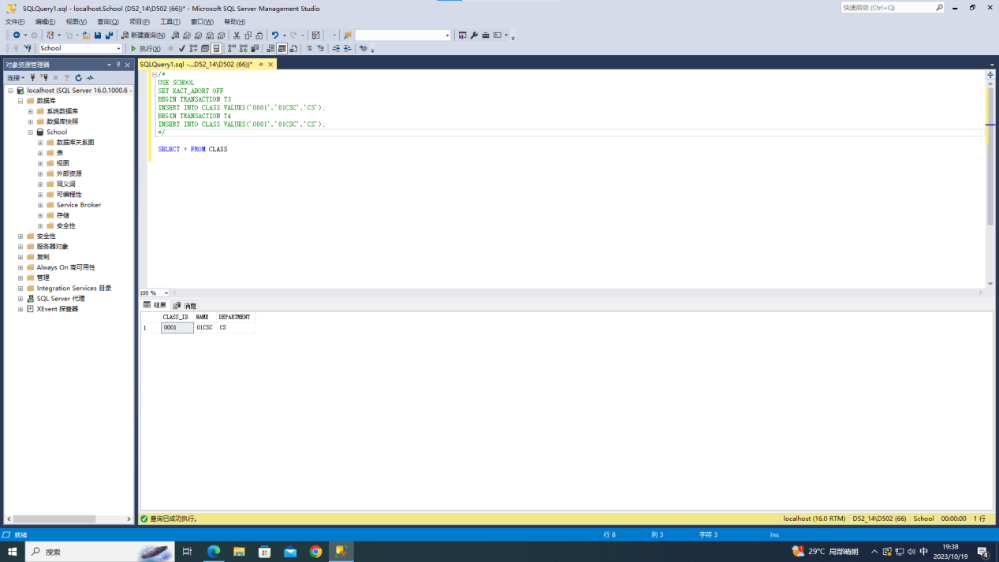 SQLQuery1.sql - localhost.School (D52_14\D502 (66))* - Microsoft SQL Server Management Studio
快速启动 (Ctrl+Q)
文件(F) 编辑(E) 视图(V) 查询(Q) 项目(P) 工具(T) 窗口(W) 帮助(H)
新建查询(N)
School
执行(X)
对象资源管理器
SQLQuery1.sql -...D52_14\D502 (66))*
连接
localhost (SQL Server 16.0.1000.6 -
数据库
系统数据库
数据库快照
School
数据库关系图
表
视图
外部资源
同义词
可编程性
Service Broker
存储
安全性
安全性
服务器对象
复制
Always On 高可用性
管理
Integration Services 目录
SQL Server 代理
XEvent 探查器
/*
USE SCHOOL
SET XACT_ABORT OFF
BEGIN TRANSACTION T3
INSERT INTO CLASS VALUES('0001','01CSC','CS');
BEGIN TRANSACTION T4
INSERT INTO CLASS VALUES('0001','01CSC','CS');
*/
SELECT * FROM CLASS
100 %
结果 消息
CLASS_ID NAME DEPARTMENT
1 0001 01CSC CS
查询已成功执行。
localhost (16.0 RTM) D52_14\D502 (66) School 00:00:00 1 行
就绪
行 8 列 3 字符 3 Ins
搜索
29°C 局部晴朗
中
19:38
2023/10/19
4